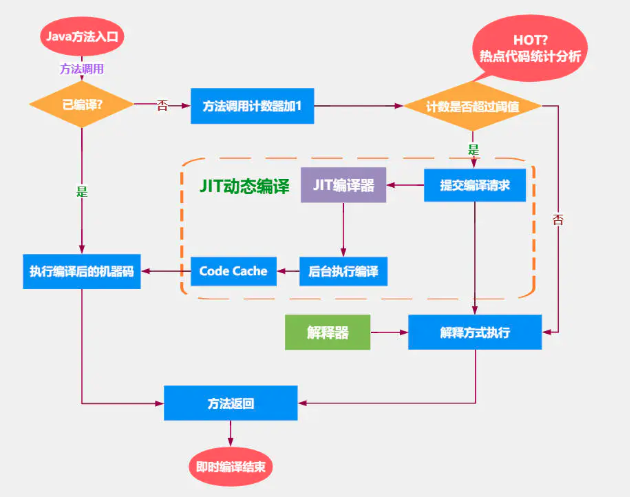 Java方法入口
方法调用
已编译?
否
方法调用计数器加1
计数是否超过阈值
HOT?
热点代码统计分析
是
是
否
JIT动态编译
JIT编译器
提交编译请求
执行编译后的机器码
Code Cache
后台执行编译
解释器
解释方式执行
方法返回
即时编译结束